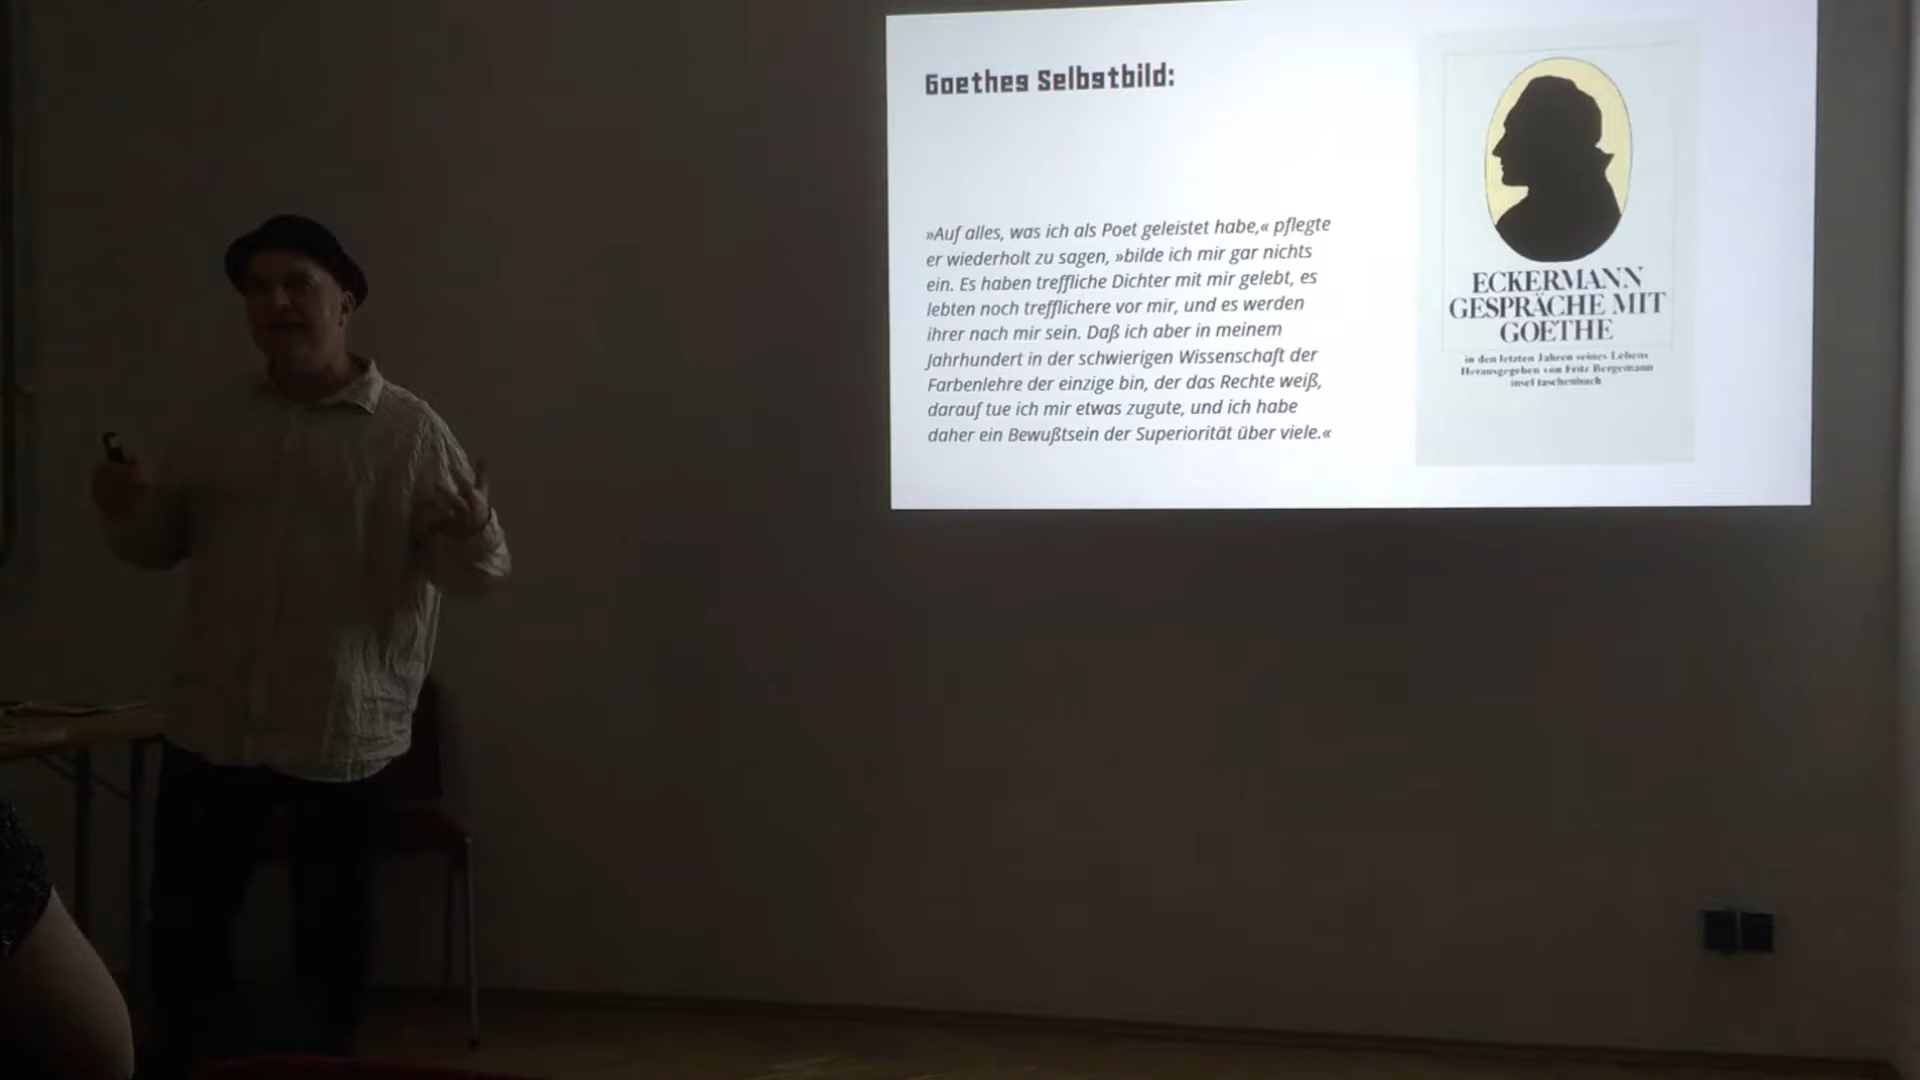 Goethes Selbstbild:
»Auf alles, was ich als Poet geleistet habe,« pflegte
er wiederholt zu sagen, »bilde ich mir gar nichts
ein. Es haben treffliche Dichter mit mir gelebt, es
lebten noch trefflichere vor mir, und es werden
ihrer nach mir sein. Daß ich aber in meinem
Jahrhundert in der schwierigen Wissenschaft der
Farbenlehre der einzige bin, der das Rechte weiß,
darauf tue ich mir etwas zugute, und ich habe
daher ein Bewußtsein der Superiorität über viele.«
ECKERMANN
GESPRÄCHE MIT
GOETHE
in den letzten Jahren seines Lebens
Herausgegeben von Fritz Bergemann
insel taschenbuch